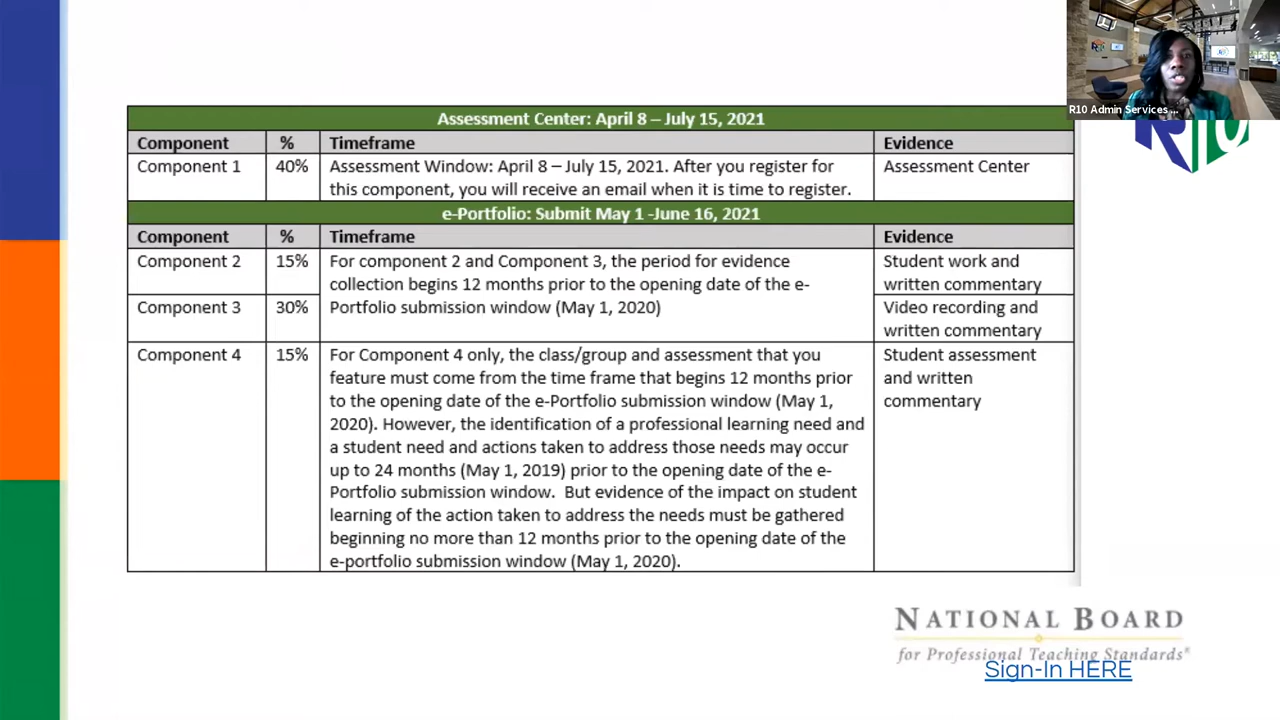 R10 Admin Services ...
R10
Assessment Center: April 8 – July 15, 2021
Component % Timeframe Evidence
Component 1 40% Assessment Window: April 8 – July 15, 2021. After you register for Assessment Center
this component, you will receive an email when it is time to register.
e-Portfolio: Submit May 1 -June 16, 2021
Component % Timeframe Evidence
Component 2 15% For component 2 and Component 3, the period for evidence Student work and
collection begins 12 months prior to the opening date of the e- written commentary
Component 3 30% Portfolio submission window (May 1, 2020) Video recording and
written commentary
Component 4 15% For Component 4 only, the class/group and assessment that you Student assessment
feature must come from the time frame that begins 12 months prior and written
to the opening date of the e-Portfolio submission window (May 1, commentary
2020). However, the identification of a professional learning need and
a student need and actions taken to address those needs may occur
up to 24 months (May 1, 2019) prior to the opening date of the e-
Portfolio submission window. But evidence of the impact on student
learning of the action taken to address the needs must be gathered
beginning no more than 12 months prior to the opening date of the
e-portfolio submission window (May 1, 2020).
NATIONAL BOARD
for Professional Teaching Standards®
Sign-In HERE